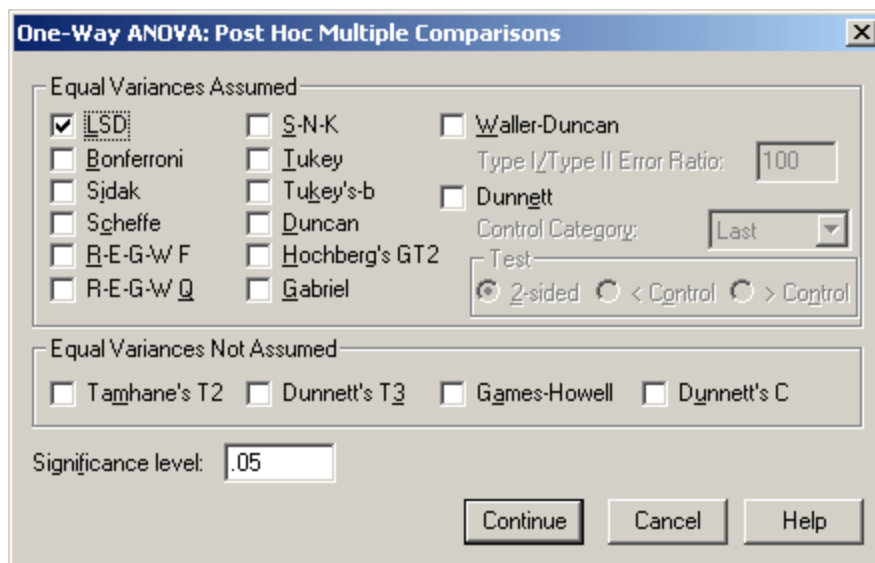 One-Way ANOVA: Post Hoc Multiple Comparisons
Equal Variances Assumed
LSD
Bonferroni
Sidak
Scheffe
R-E-G-W F
R-E-G-W Q
S-N-K
Tukey
Tukey's-b
Duncan
Hochberg's GT2
Gabriel
Waller-Duncan
Type I/Type II Error Ratio: 100
Dunnett
Control Category: Last
Test
2-sided < Control > Control
Equal Variances Not Assumed
Tamhane's T2 Dunnett's T3 Games-Howell Dunnett's C
Significance level: .05
Continue Cancel Help